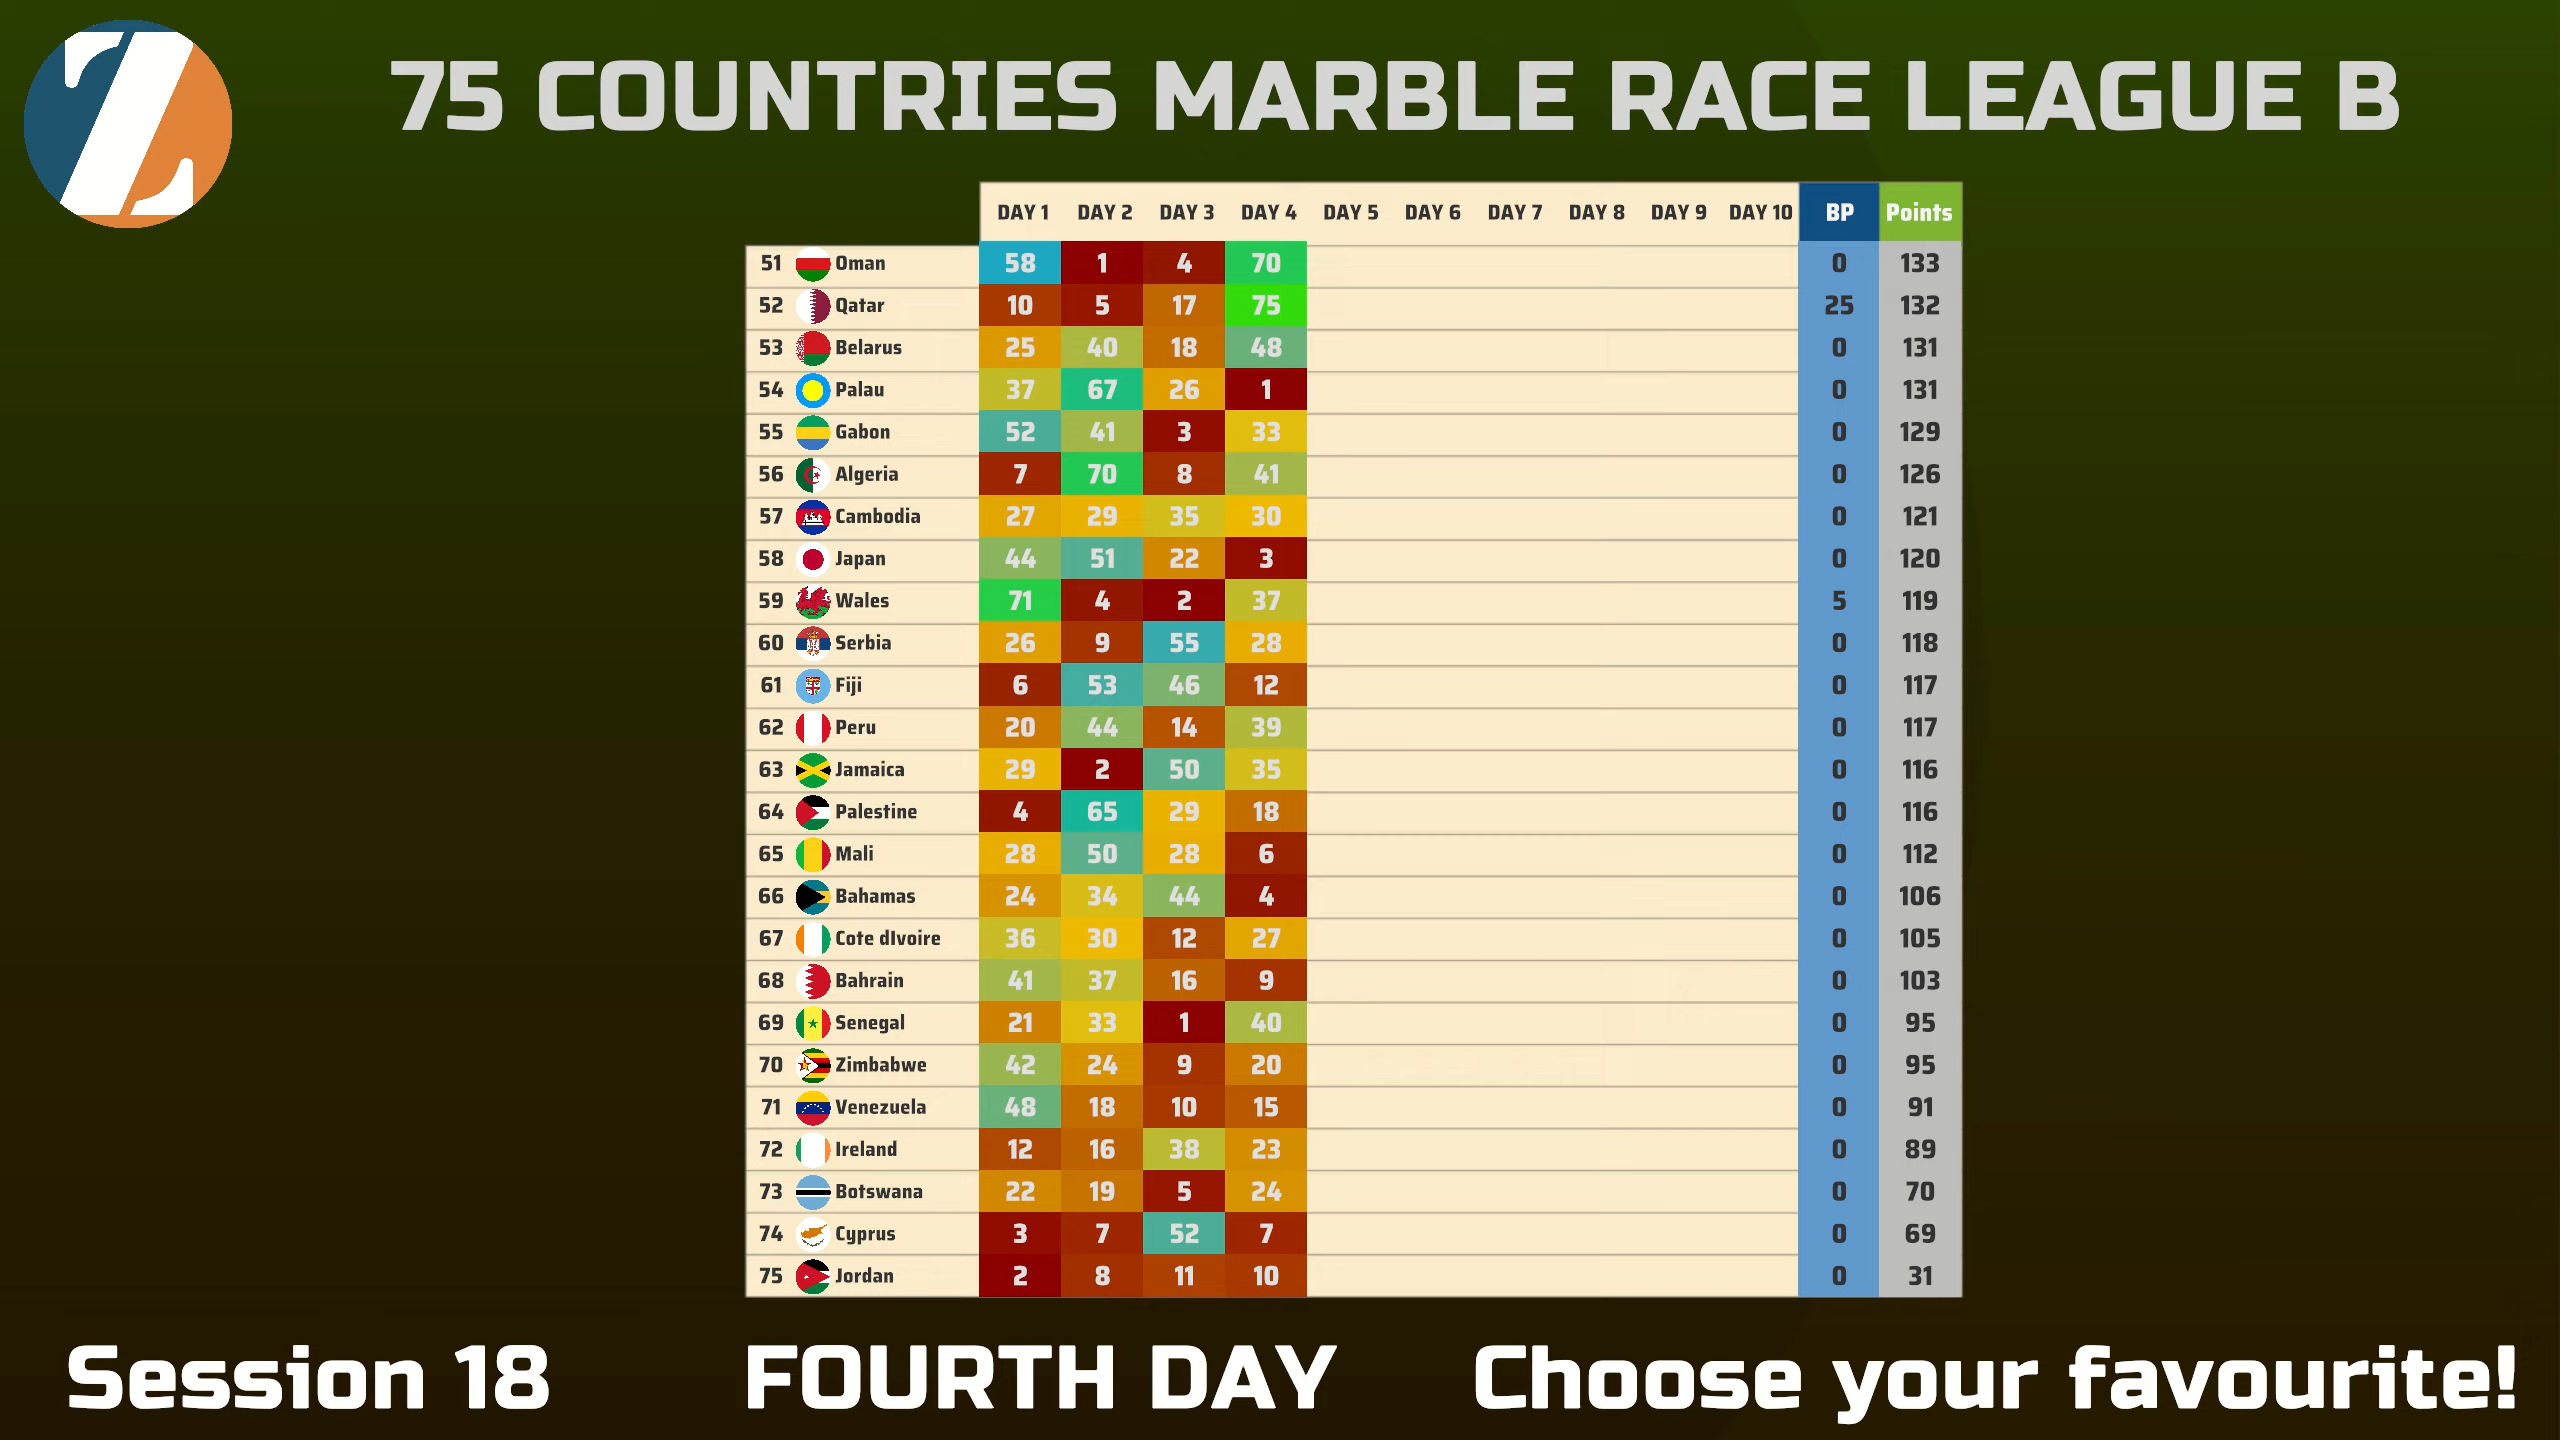 75 COUNTRIES MARBLE RACE LEAGUE B
DAY 1 DAY 2 DAY 3 DAY 4 DAY 5 DAY 6 DAY 7 DAY 8 DAY 9 DAY 10 BP Points
51 Oman 58 1 4 70 0 133
52 Qatar 10 5 17 75 25 132
53 Belarus 25 40 18 48 0 131
54 Palau 37 67 26 1 0 131
55 Gabon 52 41 3 33 0 129
56 Algeria 7 70 8 41 0 126
57 Cambodia 27 29 35 30 0 121
58 Japan 44 51 22 3 0 120
59 Wales 71 4 2 37 5 119
60 Serbia 26 9 55 28 0 118
61 Fiji 6 53 46 12 0 117
62 Peru 20 44 14 39 0 117
63 Jamaica 29 2 50 35 0 116
64 Palestine 4 65 29 18 0 116
65 Mali 28 50 28 6 0 112
66 Bahamas 24 34 44 4 0 106
67 Cote dIvoire 36 30 12 27 0 105
68 Bahrain 41 37 16 9 0 103
69 Senegal 21 33 1 40 0 95
70 Zimbabwe 42 24 9 20 0 95
71 Venezuela 48 18 10 15 0 91
72 Ireland 12 16 38 23 0 89
73 Botswana 22 19 5 24 0 70
74 Cyprus 3 7 52 7 0 69
75 Jordan 2 8 11 10 0 31
Session 18 FOURTH DAY Choose your favourite!